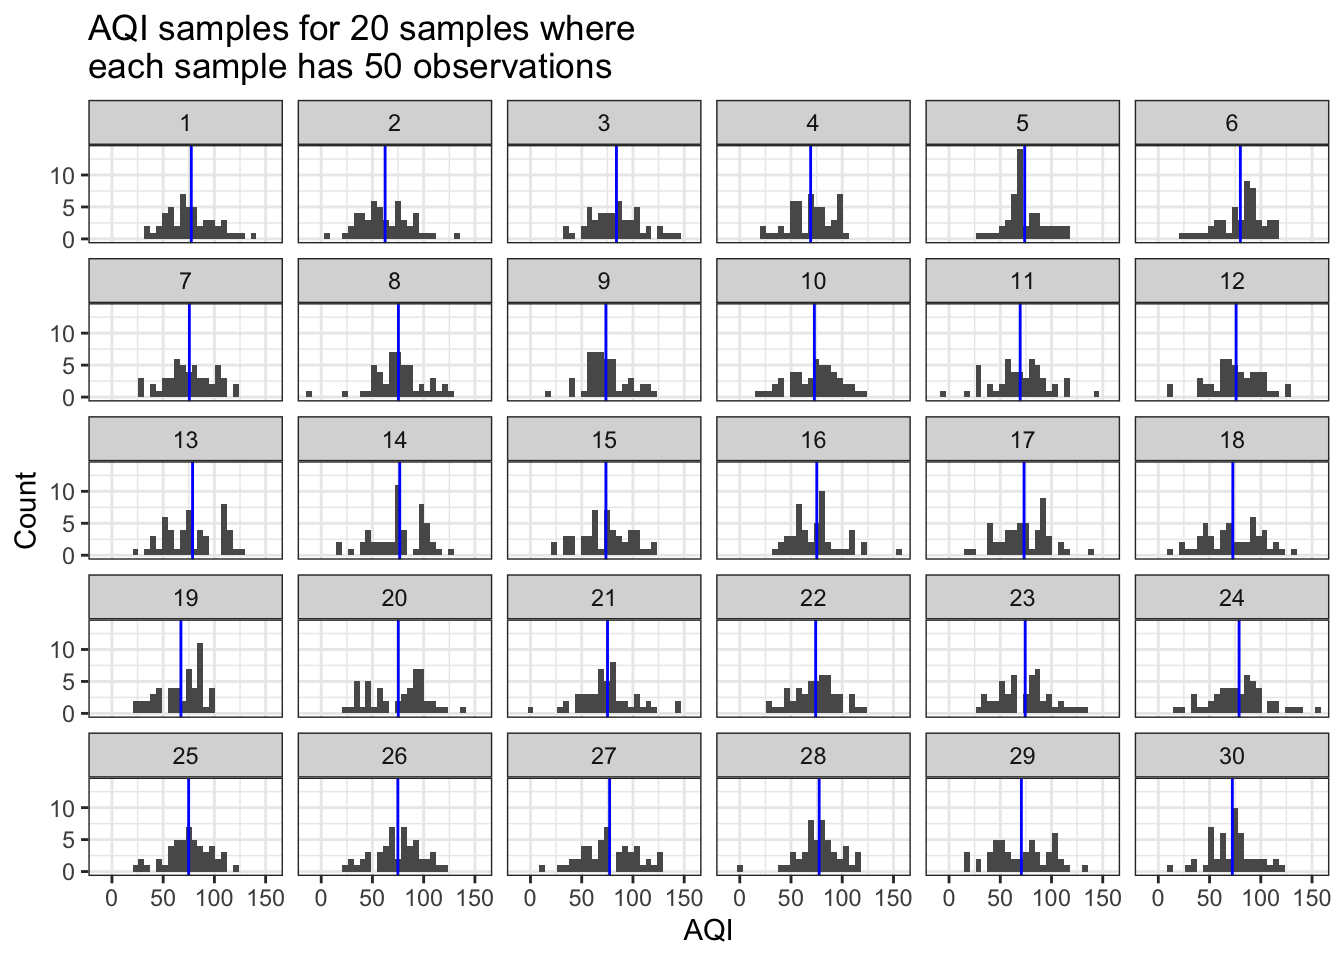 AQI samples for 20 samples where
each sample has 50 observations
1 2 3 4 5 6
10
5
0
7 8 9 10 11 12
10
5
0
13 14 15 16 17 18
10
5
0
Count
19 20 21 22 23 24
10
5
0
25 26 27 28 29 30
10
5
0
0 50 100 150 0 50 100 150 0 50 100 150 0 50 100 150 0 50 100 150 0 50 100 150
AQI